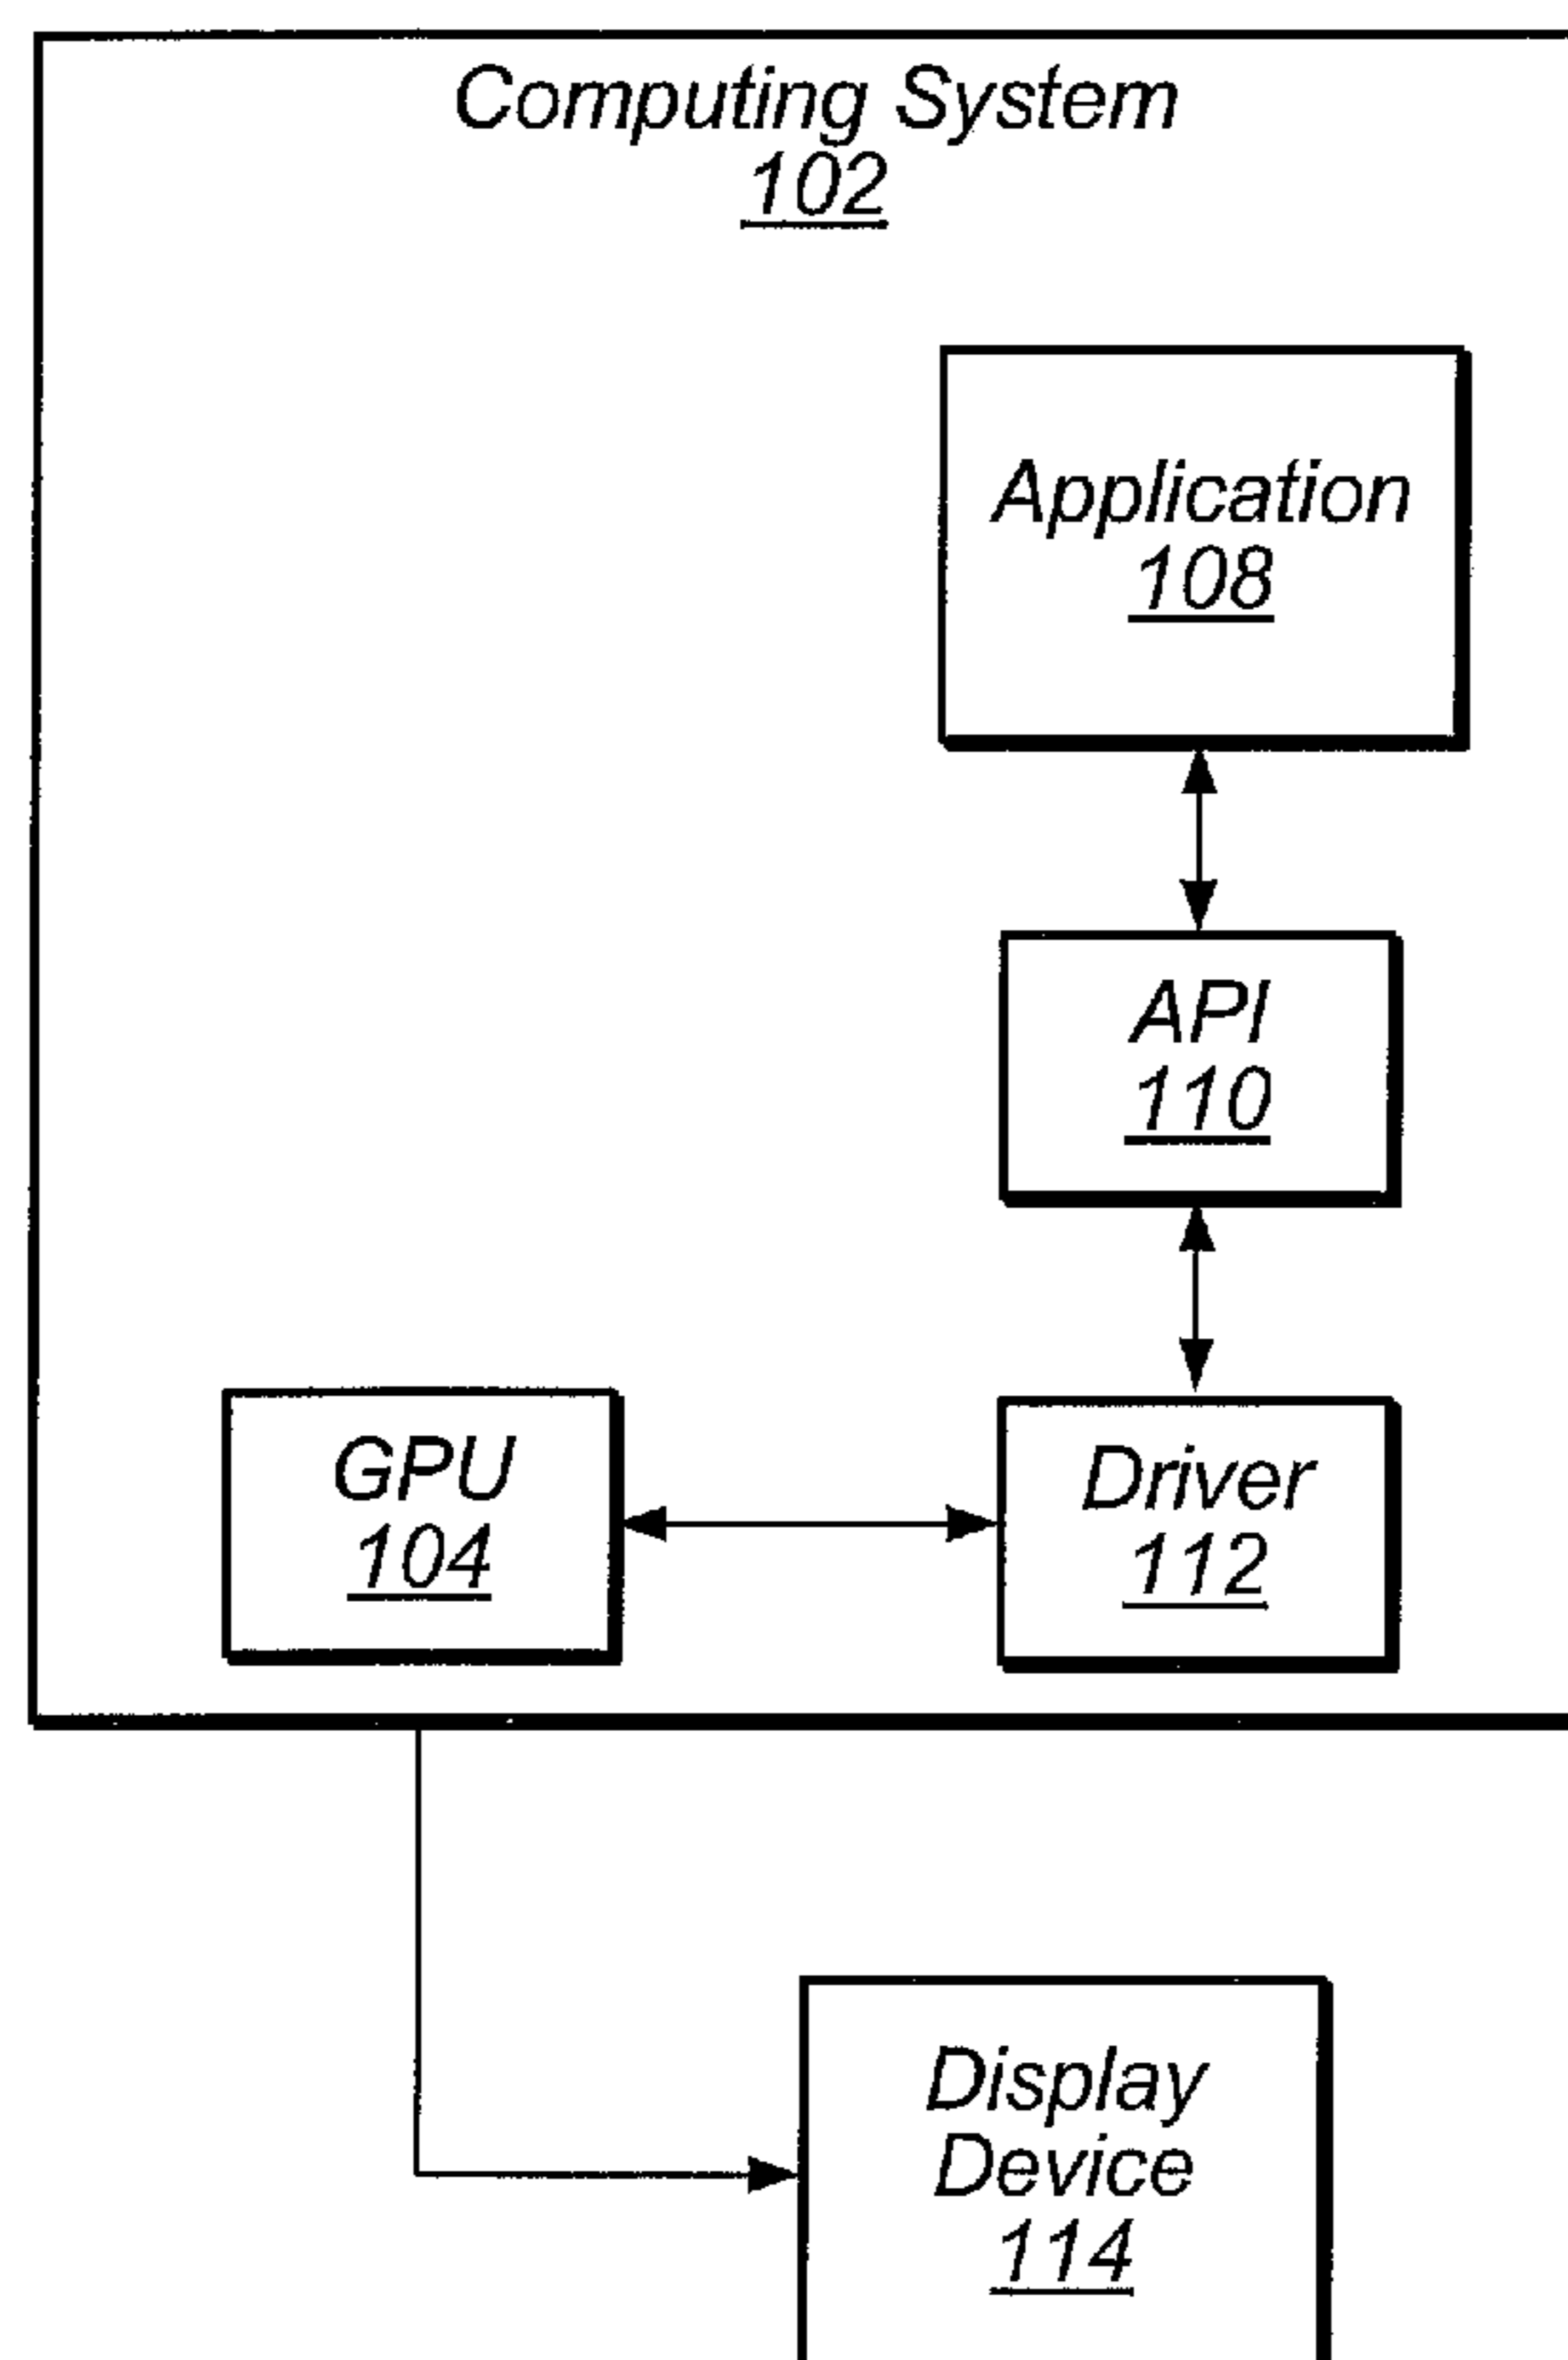 Computing System
102
Application
108
API
110
GPU
104
Driver
112
Display
Device
114